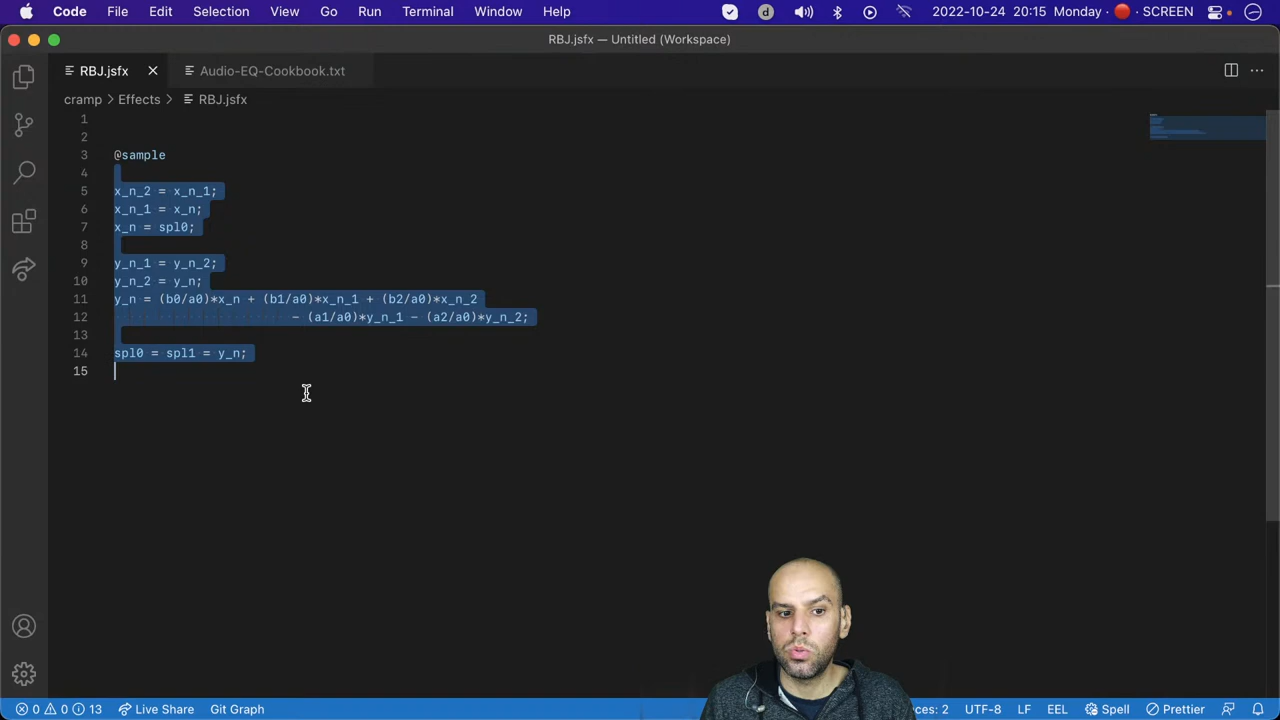 Code File Edit Selection View Go Run Terminal Window Help d 2022-10-24 20:15 Monday · SCREEN
RBJ.jsfx — Untitled (Workspace)
RBJ.jsfx Audio-EQ-Cookbook.txt
cramp > Effects > RBJ.jsfx
1
2
3 @sample
4
5 x_n_2 = x_n_1;
6 x_n_1 = x_n;
7 x_n = spl0;
8
9 y_n_1 = y_n_2;
10 y_n_2 = y_n;
11 y_n = (b0/a0)*x_n + (b1/a0)*x_n_1 + (b2/a0)*x_n_2
12 - (a1/a0)*y_n_1 - (a2/a0)*y_n_2;
13
14 spl0 = spl1 = y_n;
15
0 0 13 Live Share Git Graph ces: 2 UTF-8 LF EEL Spell Prettier